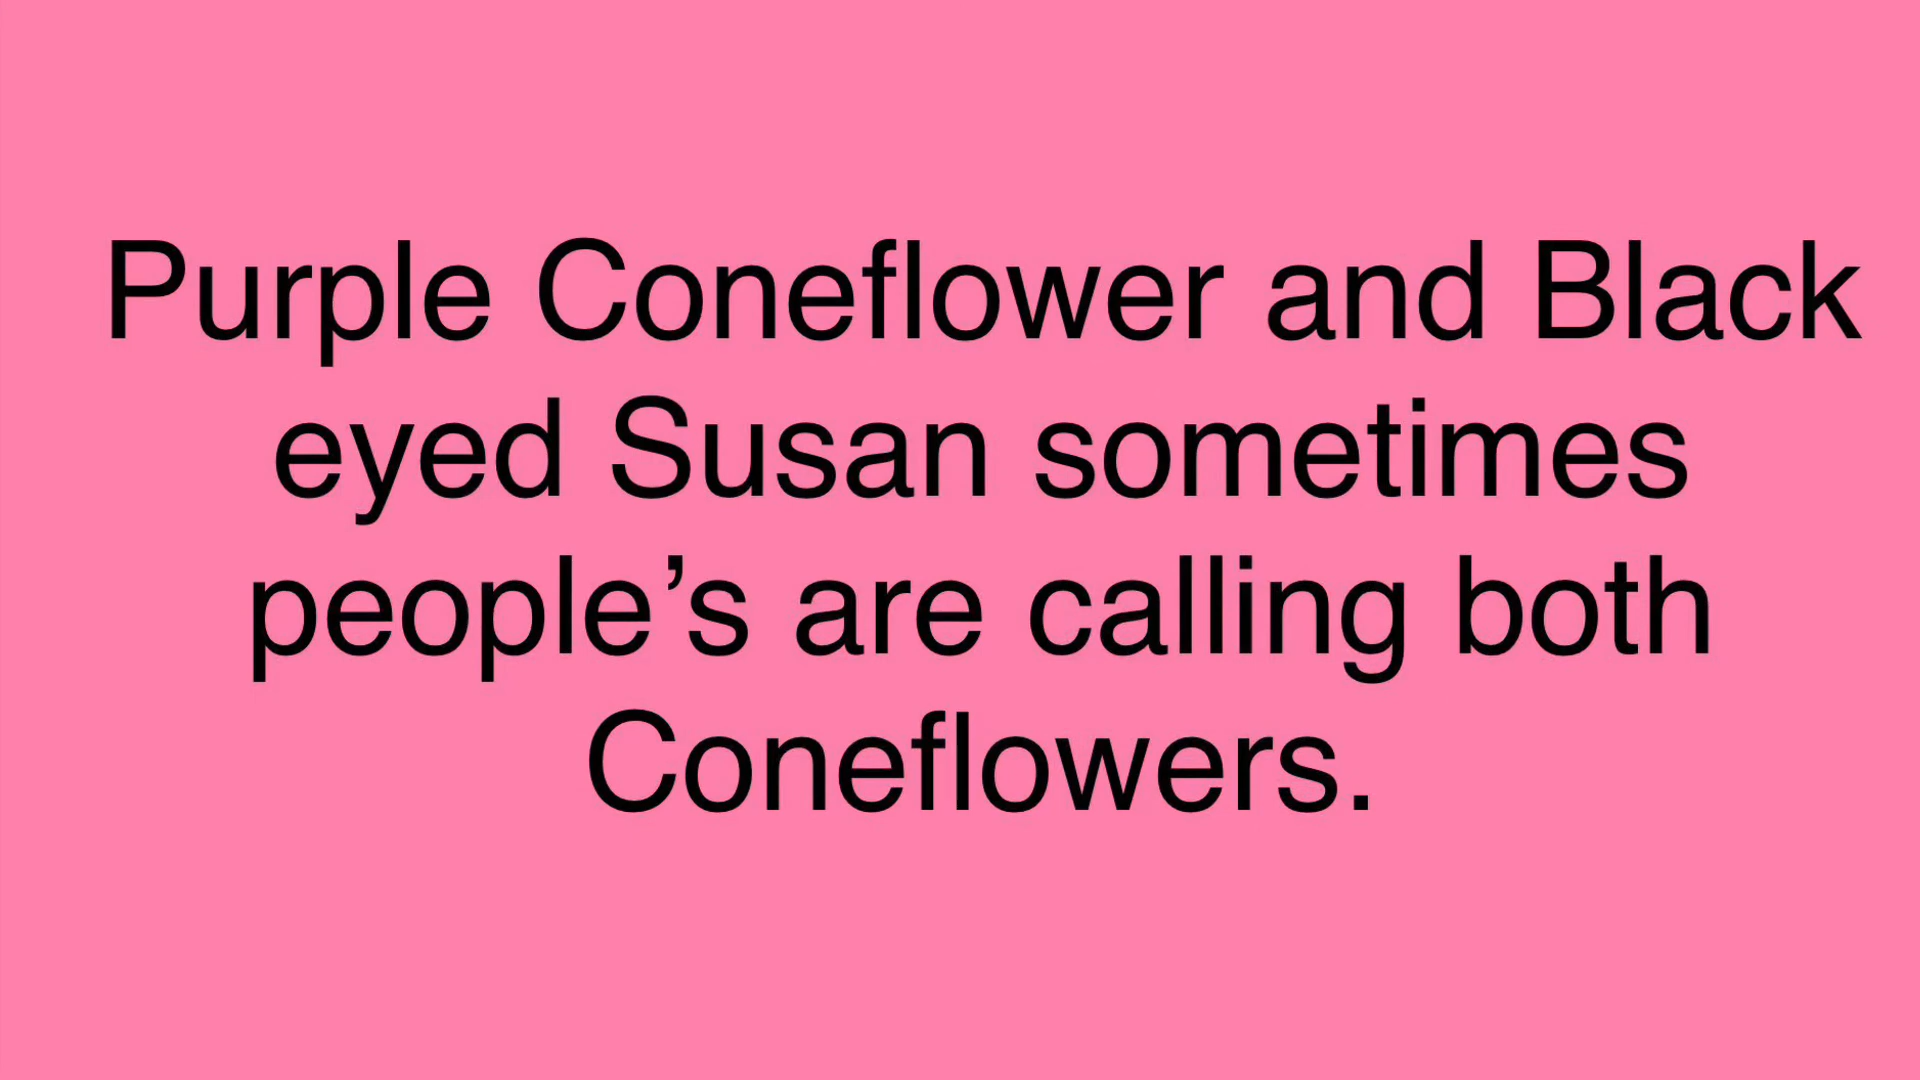 Purple Coneflower and Black
eyed Susan sometimes
people’s are calling both
Coneflowers.